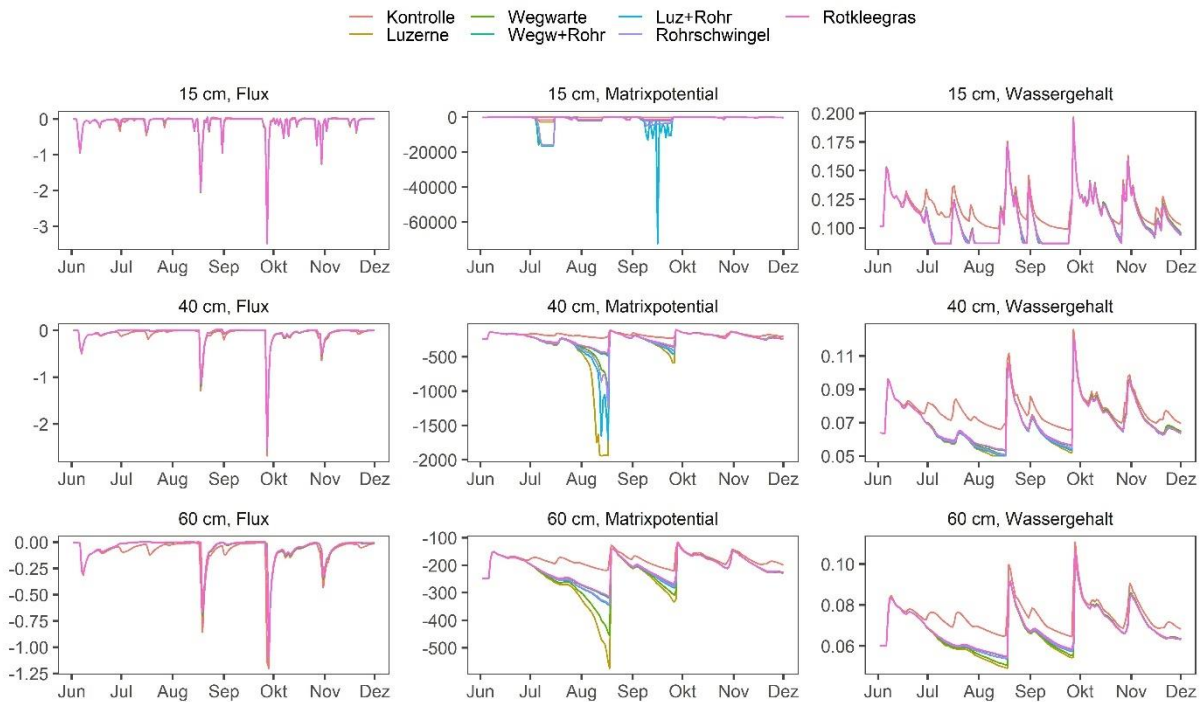 Kontrolle Wegwarte Luz+Rohr Rotkleegras
Luzerne Wegw+Rohr Rohrschwingel
15 cm, Flux 15 cm, Matrixpotential 15 cm, Wassergehalt
0
-1
-2
-3
Jun Jul Aug Sep Okt Nov Dez
0
-20000
-40000
-60000
Jun Jul Aug Sep Okt Nov Dez
0.200
0.175
0.150
0.125
0.100
Jun Jul Aug Sep Okt Nov Dez
40 cm, Flux 40 cm, Matrixpotential 40 cm, Wassergehalt
0
-1
-2
Jun Jul Aug Sep Okt Nov Dez
-500
-1000
-1500
-2000
Jun Jul Aug Sep Okt Nov Dez
0.11
0.09
0.07
0.05
Jun Jul Aug Sep Okt Nov Dez
60 cm, Flux 60 cm, Matrixpotential 60 cm, Wassergehalt
0.00
-0.25
-0.50
-0.75
-1.00
-1.25
Jun Jul Aug Sep Okt Nov Dez
-100
-200
-300
-400
-500
Jun Jul Aug Sep Okt Nov Dez
0.10
0.08
0.06
Jun Jul Aug Sep Okt Nov Dez